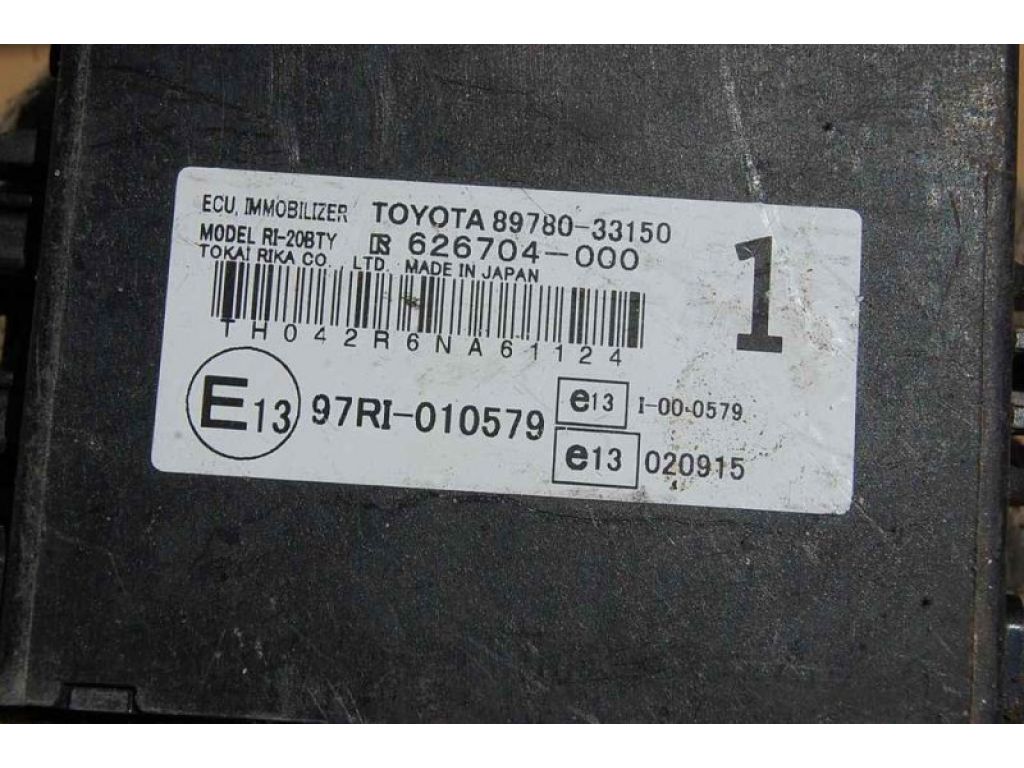 ECU, IMMOBILIZER TOYOTA 89780-33150
MODEL RI-20BTY 626704-000
TOKAI RIKA CO., LTD. MADE IN JAPAN
1
TH042R6NA61124
E13 97RI-010579
e13 I-00-0579
e13 020915